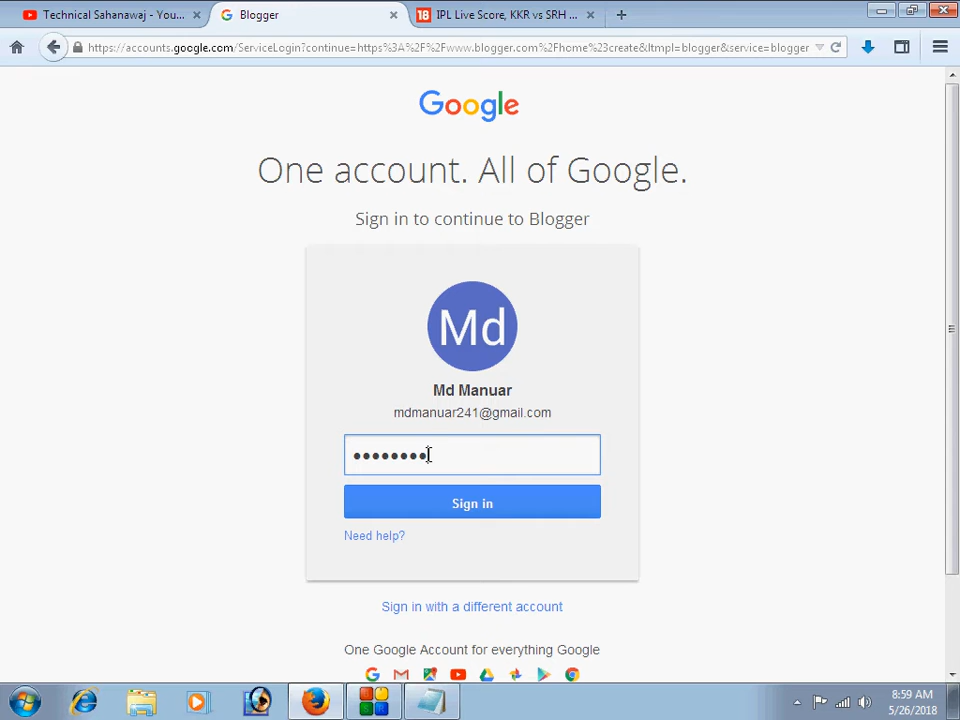 Technical Sahanawaj - You...
Blogger
18 IPL Live Score, KKR vs SRH ...
https://accounts.google.com/ServiceLogin?continue=https%3A%2F%2Fwww.blogger.com%2Fhome%23create&ltmpl=blogger&service=blogger
Google
One account. All of Google.
Sign in to continue to Blogger
Md
Md Manuar
mdmanuar241@gmail.com
Sign in
Need help?
Sign in with a different account
One Google Account for everything Google
8:59 AM
5/26/2018